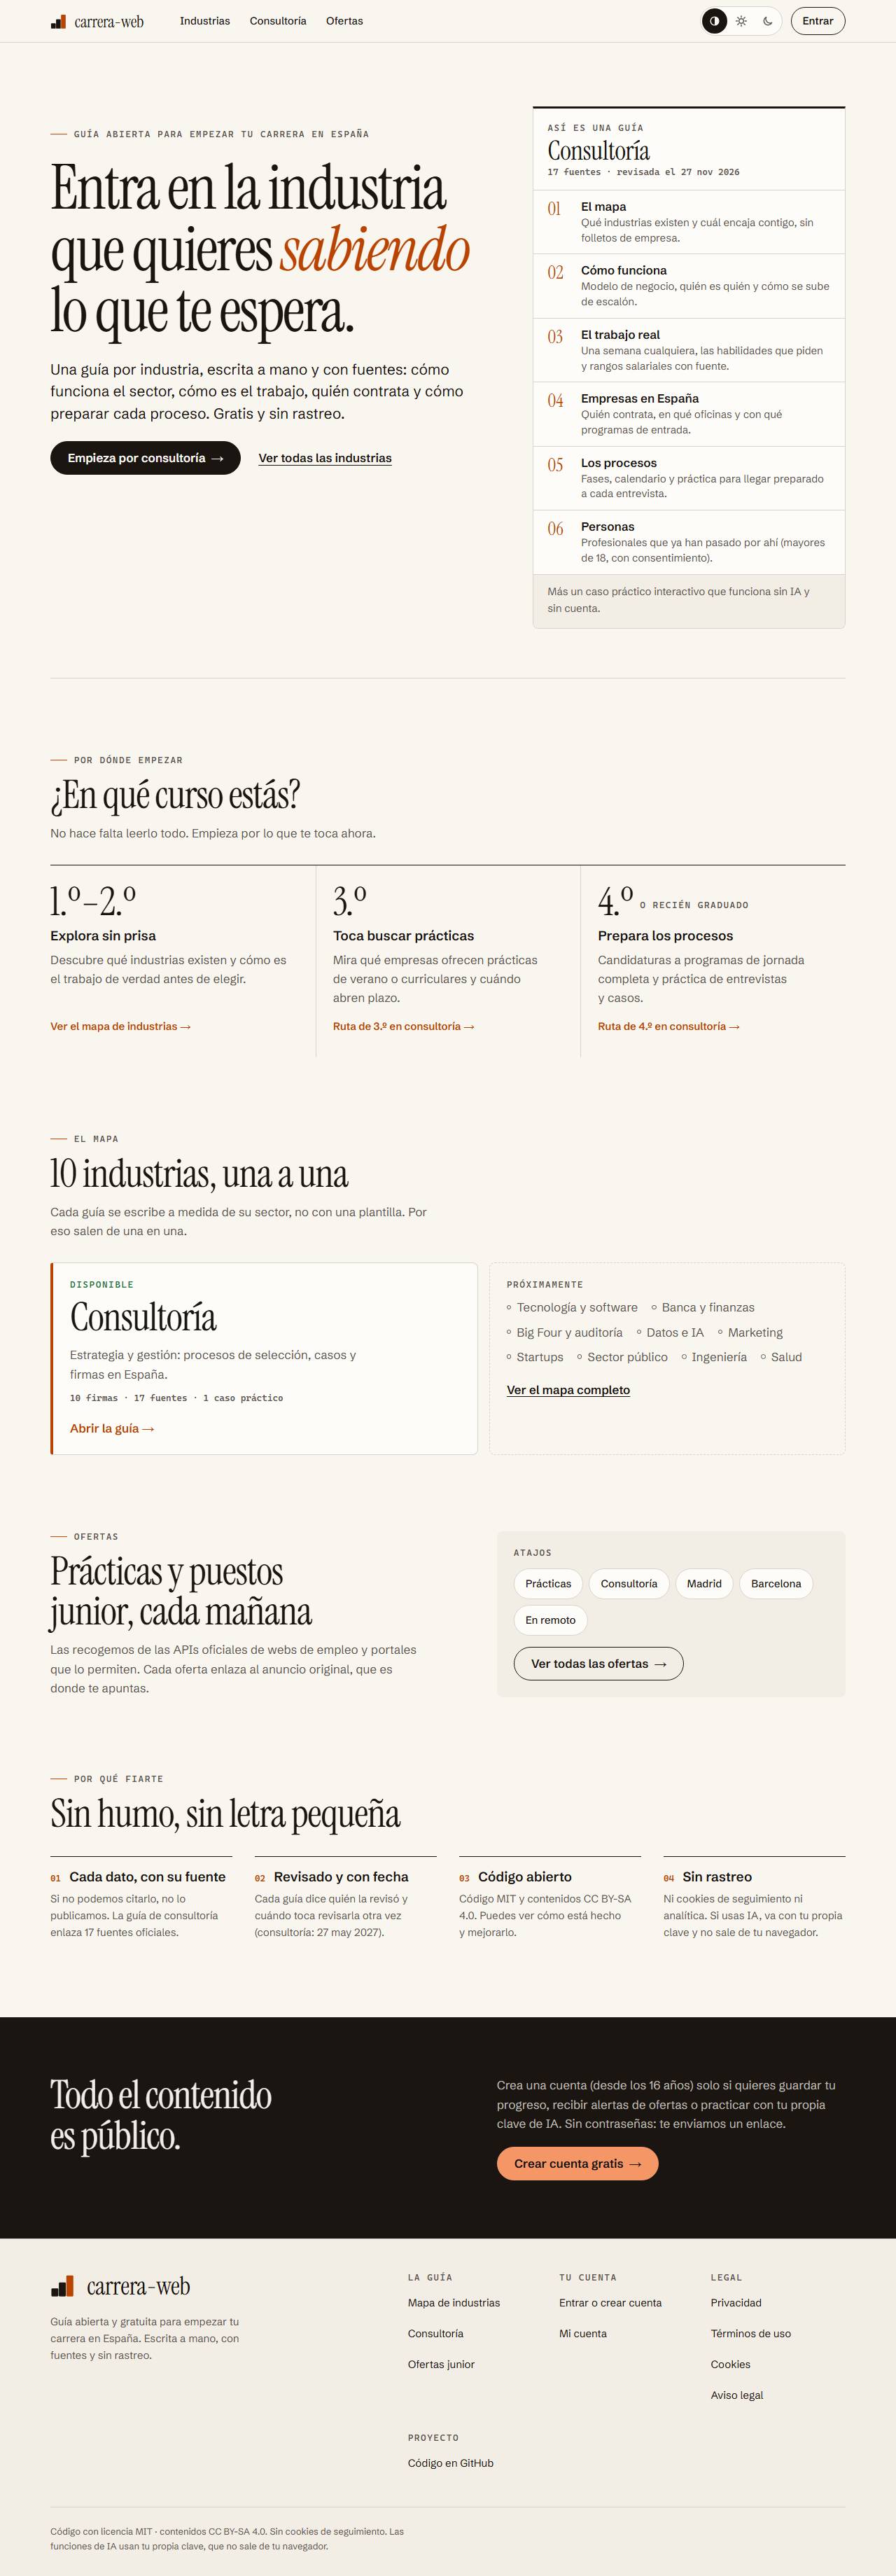 carrera-web
Industrias
Consultoría
Ofertas
Entrar
GUÍA ABIERTA PARA EMPEZAR TU CARRERA EN ESPAÑA
Entra en la industria
que quieres sabiendo
lo que te espera.
Una guía por industria, escrita a mano y con fuentes: cómo
funciona el sector, cómo es el trabajo, quién contrata y cómo
preparar cada proceso. Gratis y sin rastreo.
Empieza por consultoría →
Ver todas las industrias
ASÍ ES UNA GUÍA
Consultoría
17 fuentes · revisada el 27 nov 2026
01 El mapa
Qué industrias existen y cuál encaja contigo, sin
folletos de empresa.
02 Cómo funciona
Modelo de negocio, quién es quién y cómo se sube
de escalón.
03 El trabajo real
Una semana cualquiera, las habilidades que piden
y rangos salariales con fuente.
04 Empresas en España
Quién contrata, en qué oficinas y con qué
programas de entrada.
05 Los procesos
Fases, calendario y práctica para llegar preparado
a cada entrevista.
06 Personas
Profesionales que ya han pasado por ahí (mayores
de 18, con consentimiento).
Más un caso práctico interactivo que funciona sin IA y
sin cuenta.
POR DÓNDE EMPEZAR
¿En qué curso estás?
No hace falta leerlo todo. Empieza por lo que te toca ahora.
1.º–2.º
Explora sin prisa
Descubre qué industrias existen y cómo es
el trabajo de verdad antes de elegir.
Ver el mapa de industrias →
3.º
Toca buscar prácticas
Mira qué empresas ofrecen prácticas
de verano o curriculares y cuándo
abren plazo.
Ruta de 3.º en consultoría →
4.º O RECIÉN GRADUADO
Prepara los procesos
Candidaturas a programas de jornada
completa y práctica de entrevistas
y casos.
Ruta de 4.º en consultoría →
EL MAPA
10 industrias, una a una
Cada guía se escribe a medida de su sector, no con una plantilla. Por
eso salen de una en una.
DISPONIBLE
Consultoría
Estrategia y gestión: procesos de selección, casos y
firmas en España.
10 firmas · 17 fuentes · 1 caso práctico
Abrir la guía →
PRÓXIMAMENTE
Tecnología y software Banca y finanzas
Big Four y auditoría Datos e IA Marketing
Startups Sector público Ingeniería Salud
Ver el mapa completo
OFERTAS
Prácticas y puestos
junior, cada mañana
Las recogemos de las APIs oficiales de webs de empleo y portales
que lo permiten. Cada oferta enlaza al anuncio original, que es
donde te apuntas.
ATAJOS
Prácticas Consultoría Madrid Barcelona
En remoto
Ver todas las ofertas →
POR QUÉ FIARTE
Sin humo, sin letra pequeña
01 Cada dato, con su fuente
Si no podemos citarlo, no lo
publicamos. La guía de consultoría
enlaza 17 fuentes oficiales.
02 Revisado y con fecha
Cada guía dice quién la revisó y
cuándo toca revisarla otra vez
(consultoría: 27 may 2027).
03 Código abierto
Código MIT y contenidos CC BY-SA
4.0. Puedes ver cómo está hecho
y mejorarlo.
04 Sin rastreo
Ni cookies de seguimiento ni
analítica. Si usas IA, va con tu propia
clave y no sale de tu navegador.
Todo el contenido
es público.
Crea una cuenta (desde los 16 años) solo si quieres guardar tu
progreso, recibir alertas de ofertas o practicar con tu propia
clave de IA. Sin contraseñas: te enviamos un enlace.
Crear cuenta gratis →
carrera-web
Guía abierta y gratuita para empezar tu
carrera en España. Escrita a mano, con
fuentes y sin rastreo.
LA GUÍA
Mapa de industrias
Consultoría
Ofertas junior
TU CUENTA
Entrar o crear cuenta
Mi cuenta
LEGAL
Privacidad
Términos de uso
Cookies
Aviso legal
PROYECTO
Código en GitHub
Código con licencia MIT · contenidos CC BY-SA 4.0. Sin cookies de seguimiento. Las
funciones de IA usan tu propia clave, que no sale de tu navegador.